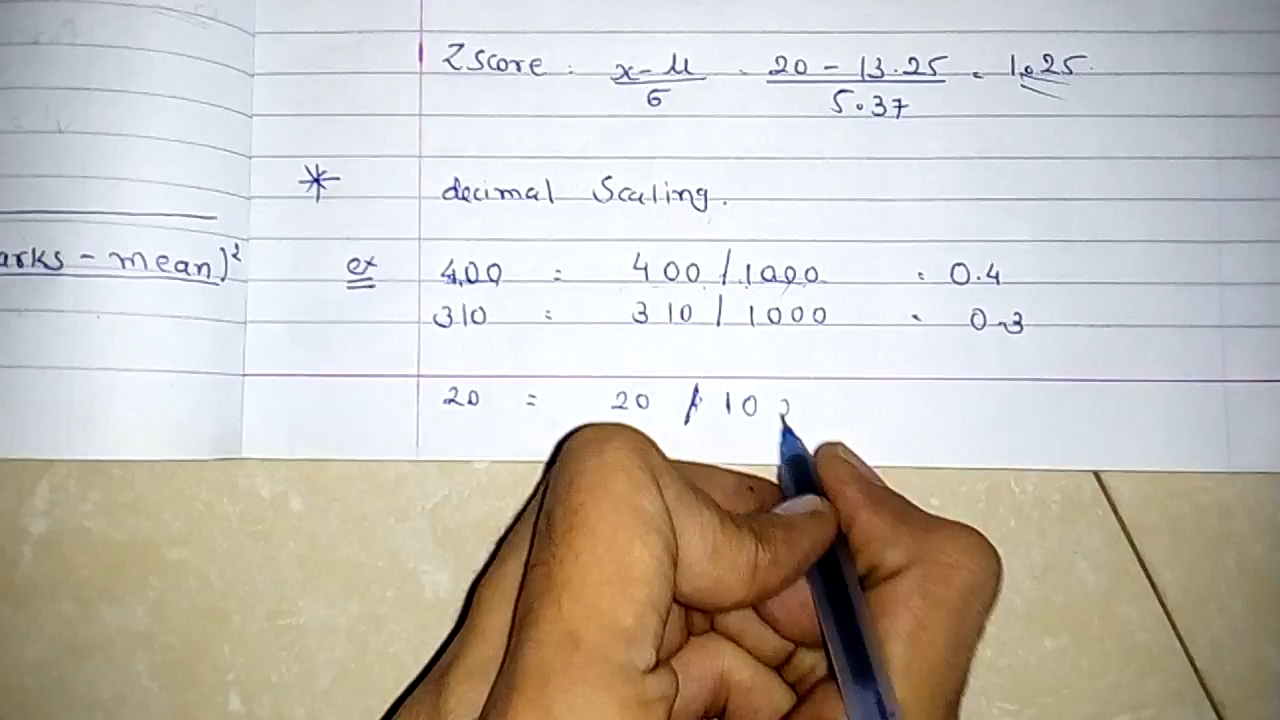 Z Score = x-μ / σ = 20 - 13.25 / 5.37 = 1.25
* decimal Scaling.
arks - mean)²
ex 400 = 400 / 1000 = 0.4
310 = 310 / 1000 = 0.3
20 = 20 / 10